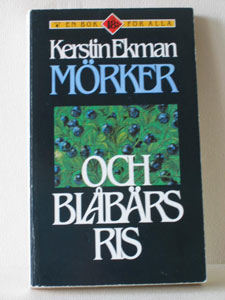 EN BOK FÖR ALLA
Kerstin Ekman
MÖRKER
OCH
BLÅBÄRS
RIS